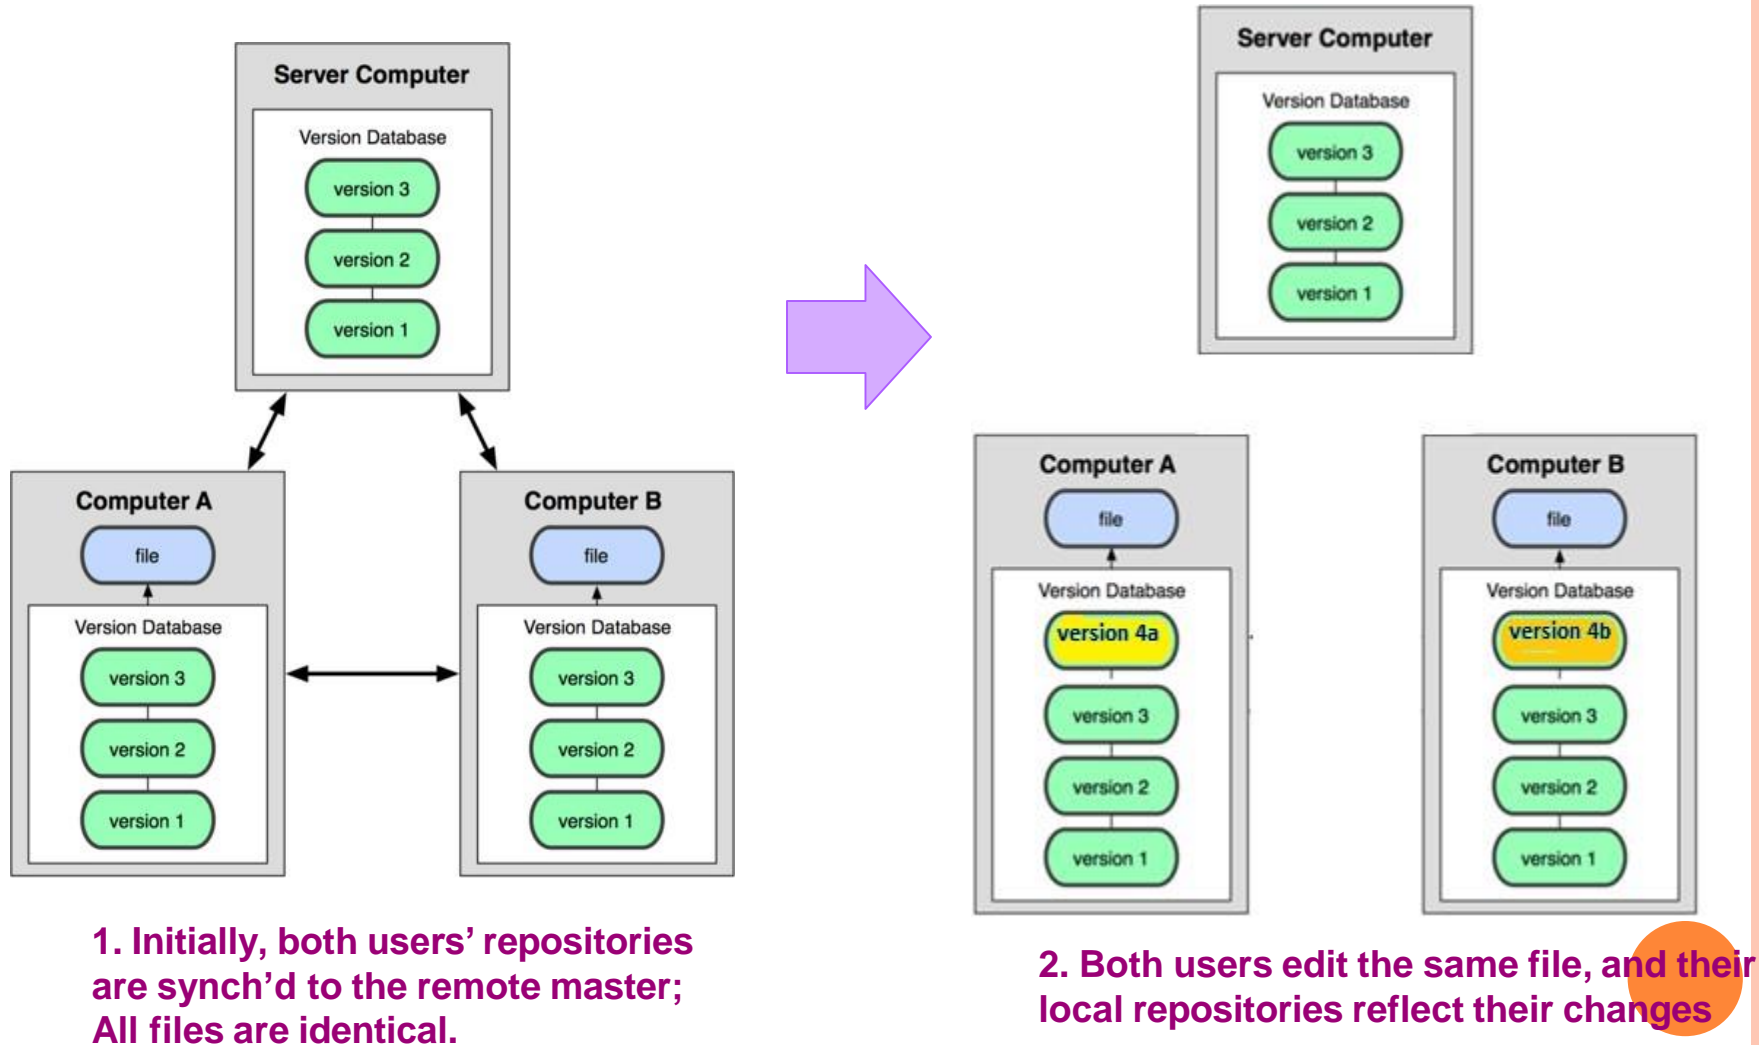 Server Computer
Version Database
version 3
version 2
version 1
Computer A
file
Version Database
version 3
version 2
version 1
Computer B
file
Version Database
version 3
version 2
version 1
1. Initially, both users’ repositories
are synch’d to the remote master;
All files are identical.
Server Computer
Version Database
version 3
version 2
version 1
Computer A
file
Version Database
version 4a
version 3
version 2
version 1
Computer B
file
Version Database
version 4b
version 3
version 2
version 1
2. Both users edit the same file, and their
local repositories reflect their changes